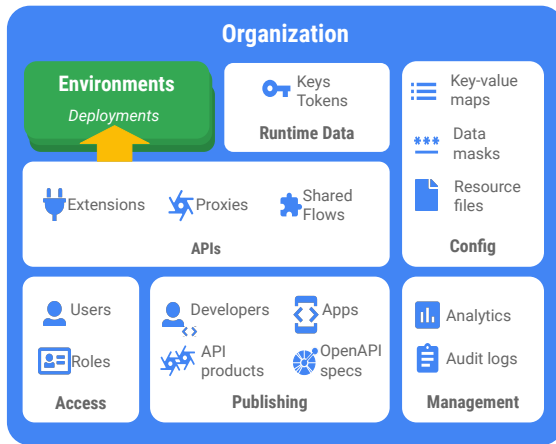 Organization
Environments
Deployments
Keys
Tokens
Runtime Data
Key-value
maps
***
Data
masks
Resource
files
Config
Extensions
Proxies
Shared
Flows
APIs
Users
Roles
Access
Developers
Apps
API
products
OpenAPI
specs
Publishing
Analytics
Audit logs
Management